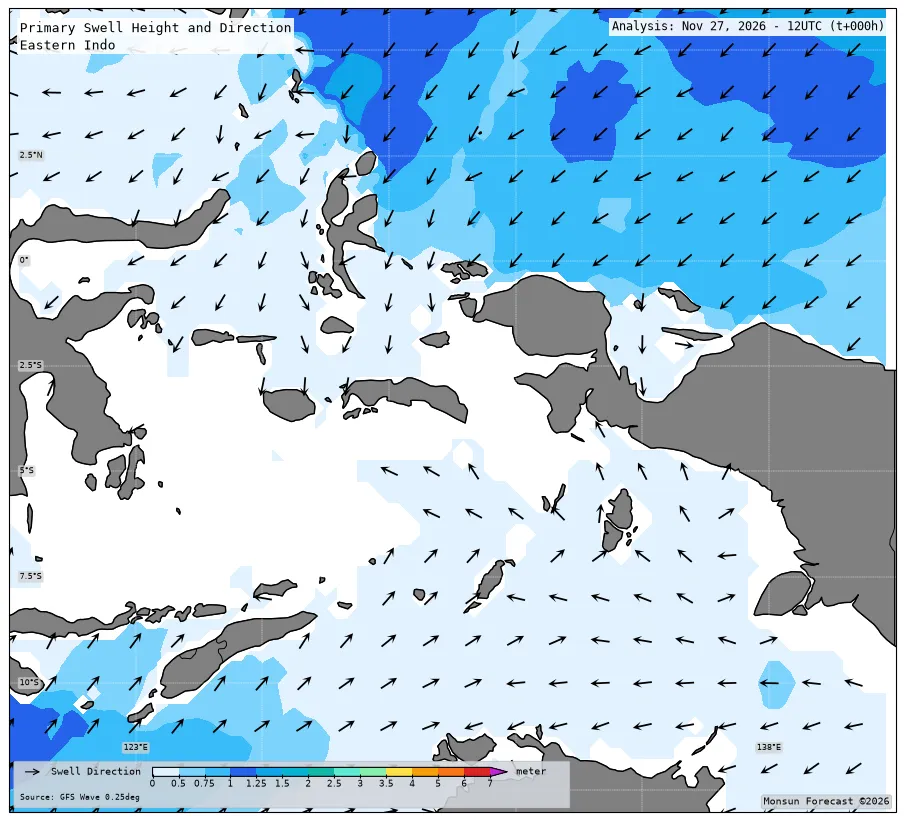 Primary Swell Height and Direction
Eastern Indo
Analysis: Nov 27, 2026 - 12UTC (t+000h)
2.5°N
0°
2.5°S
5°S
7.5°S
10°S
123°E
138°E
Swell Direction
0 0.5 0.75 1 1.25 1.5 2 2.5 3 3.5 4 5 6 7
meter
Source: GFS Wave 0.25deg
Monsun Forecast ©2026